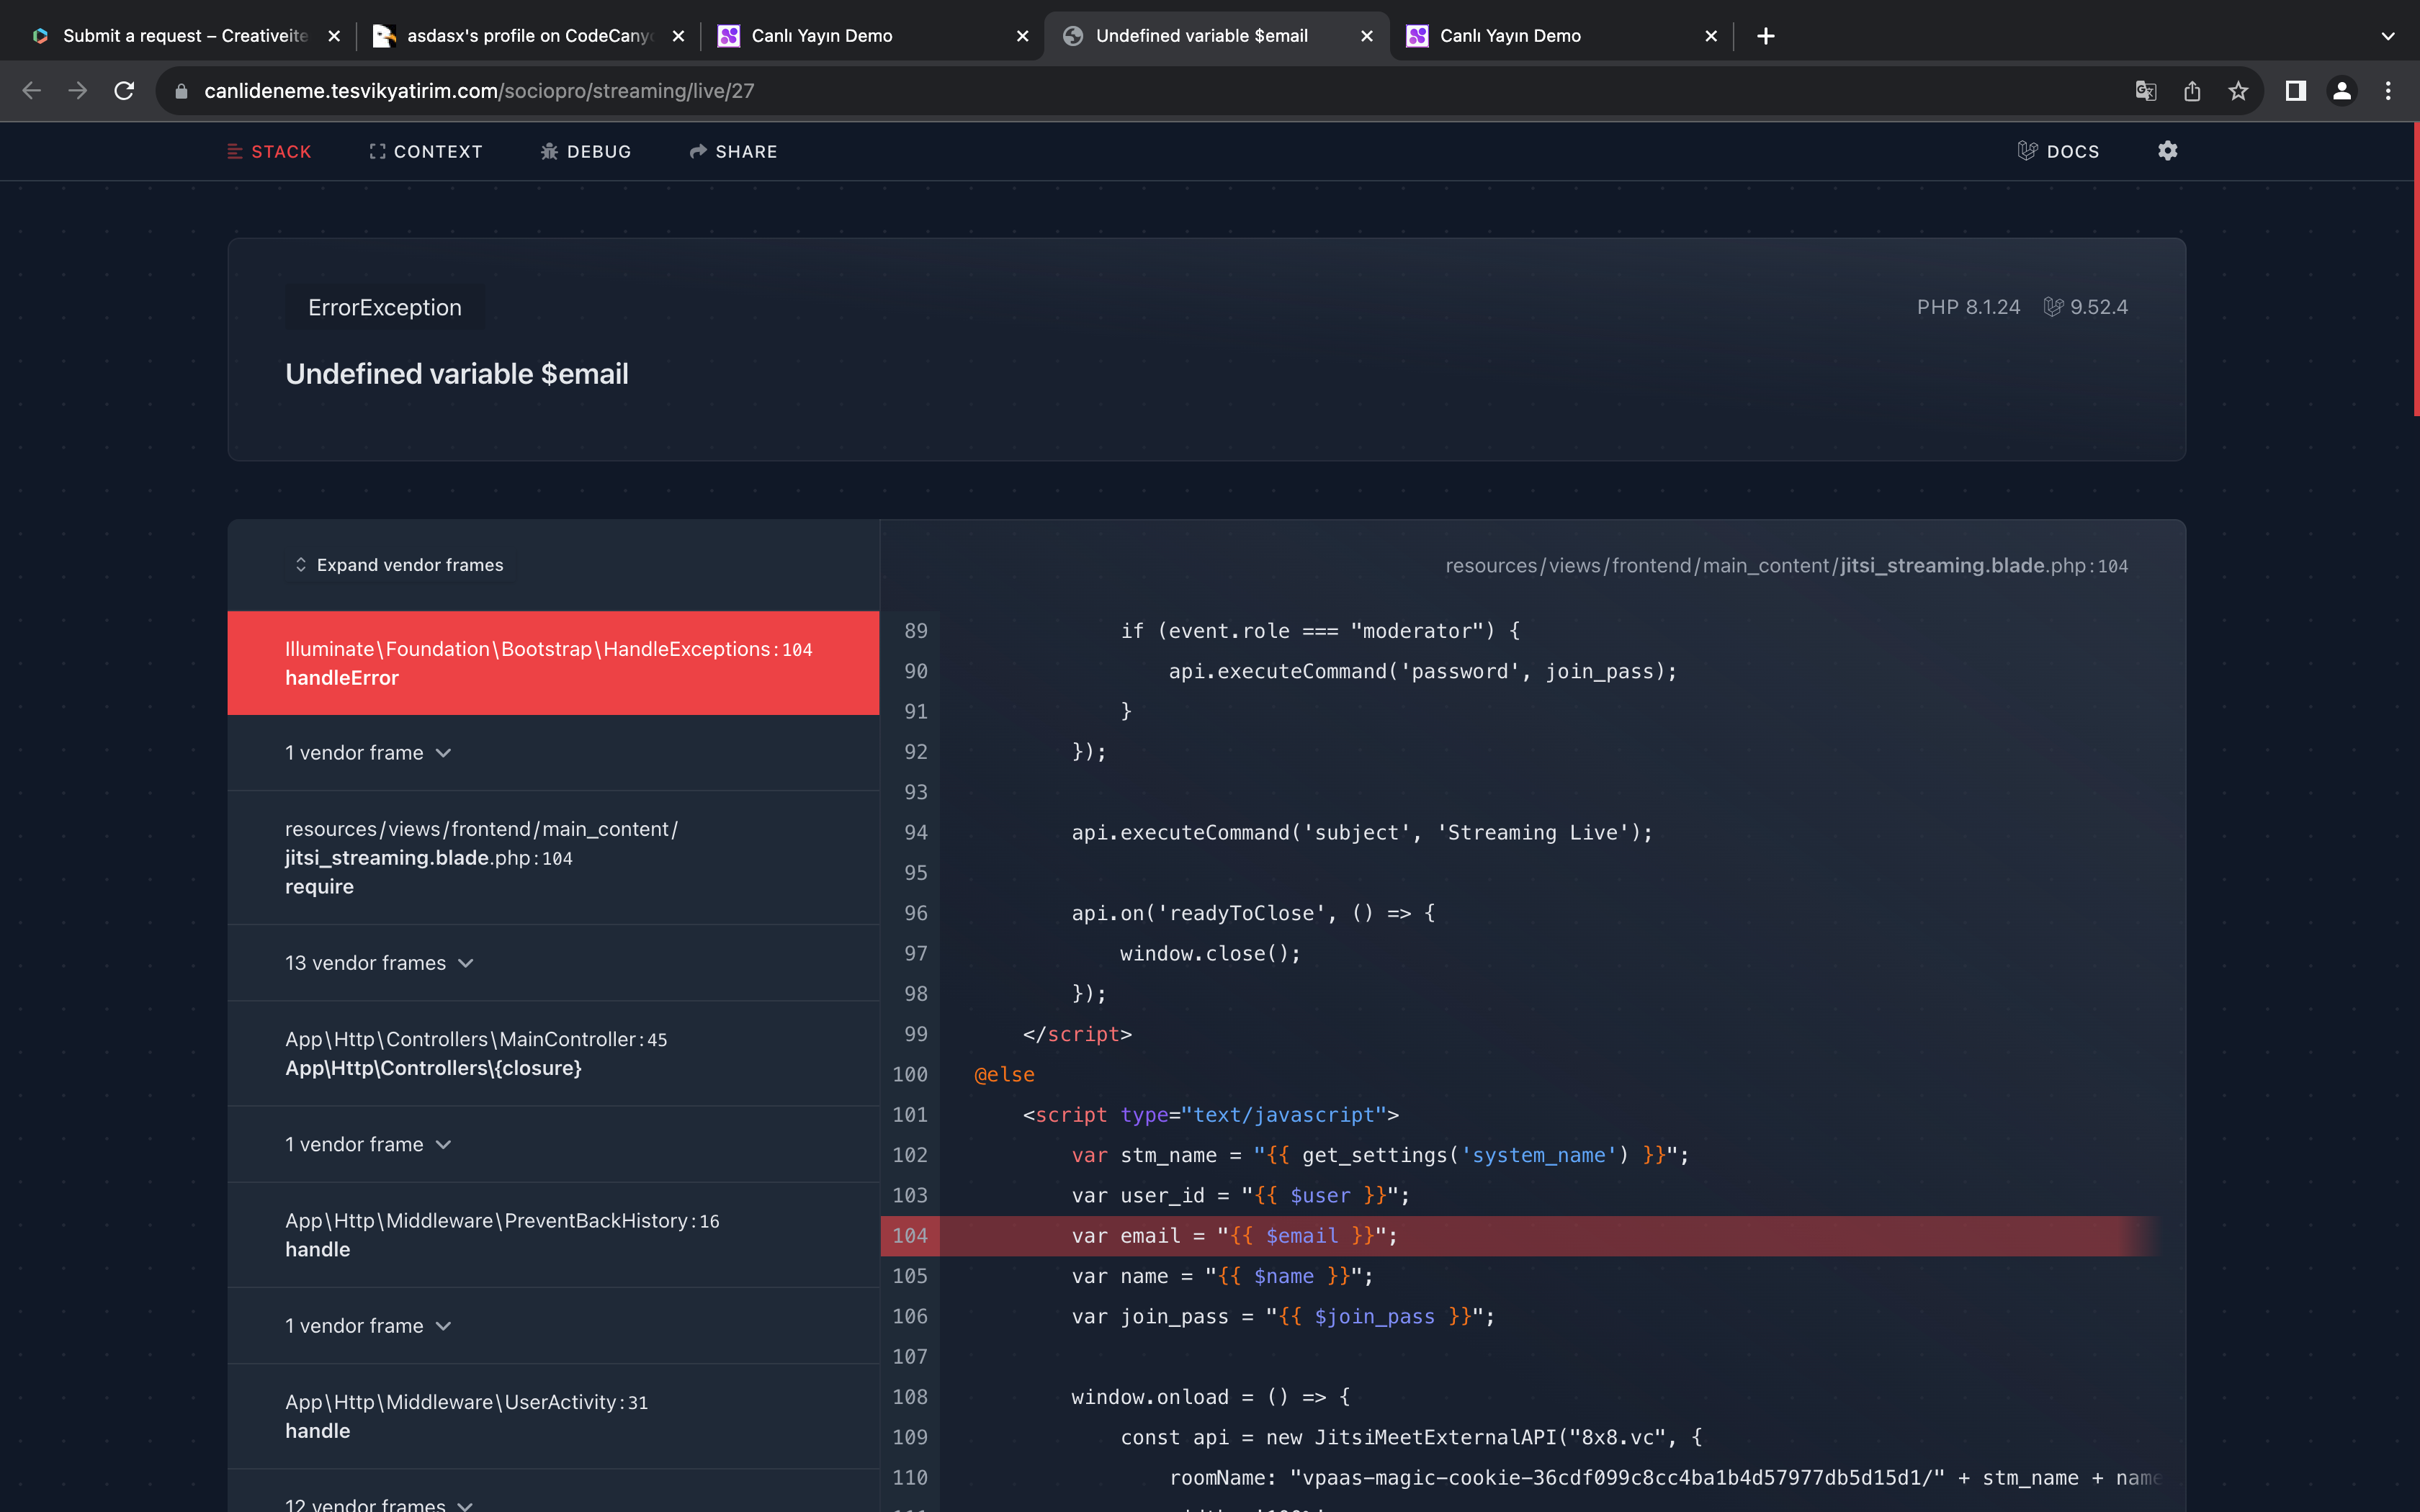 Submit a request – Creativeite
asdasx's profile on CodeCany
Canlı Yayın Demo
Undefined variable $email
Canlı Yayın Demo
canlideneme.tesvikyatirim.com/sociopro/streaming/live/27
STACK
CONTEXT
DEBUG
SHARE
DOCS
ErrorException
PHP 8.1.24
9.52.4
Undefined variable $email
Expand vendor frames
Illuminate\Foundation\Bootstrap\HandleExceptions:104
handleError
1 vendor frame
resources/views/frontend/main_content/
jitsi_streaming.blade.php:104
require
13 vendor frames
App\Http\Controllers\MainController:45
App\Http\Controllers\{closure}
1 vendor frame
App\Http\Middleware\PreventBackHistory:16
handle
1 vendor frame
App\Http\Middleware\UserActivity:31
handle
12 vendor frames
resources/views/frontend/main_content/jitsi_streaming.blade.php:104
89 if (event.role === "moderator") {
90 api.executeCommand('password', join_pass);
91 }
92 });
93
94 api.executeCommand('subject', 'Streaming Live');
95
96 api.on('readyToClose', () => {
97 window.close();
98 });
99 </script>
100 @else
101 <script type="text/javascript">
102 var stm_name = "{{ get_settings('system_name') }}";
103 var user_id = "{{ $user }}";
104 var email = "{{ $email }}";
105 var name = "{{ $name }}";
106 var join_pass = "{{ $join_pass }}";
107
108 window.onload = () => {
109 const api = new JitsiMeetExternalAPI("8x8.vc", {
110 roomName: "vpaas-magic-cookie-36cdf099c8cc4ba1b4d57977db5d15d1/" + stm_name + name